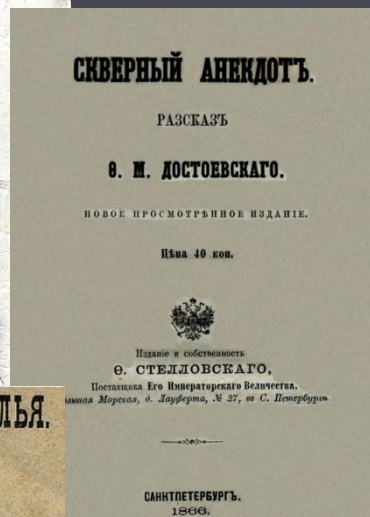 СКВЕРНЫЙ АНЕКДОТЪ.
РАЗСКАЗЪ
Ѳ. М. ДОСТОЕВСКАГО.
НОВОЕ ПРОСМОТРѢННОЕ ИЗДАНІЕ.
Цѣна 40 коп.
Изданіе и собственность
Ѳ. СТЕЛЛОВСКАГО,
Поставщика Его Императорскаго Величества.
Морская, д. Лауферта, № 27, въ С. Петербургѣ
САНКТПЕТЕРБУРГЪ.
1866.
ЛЬЯ.